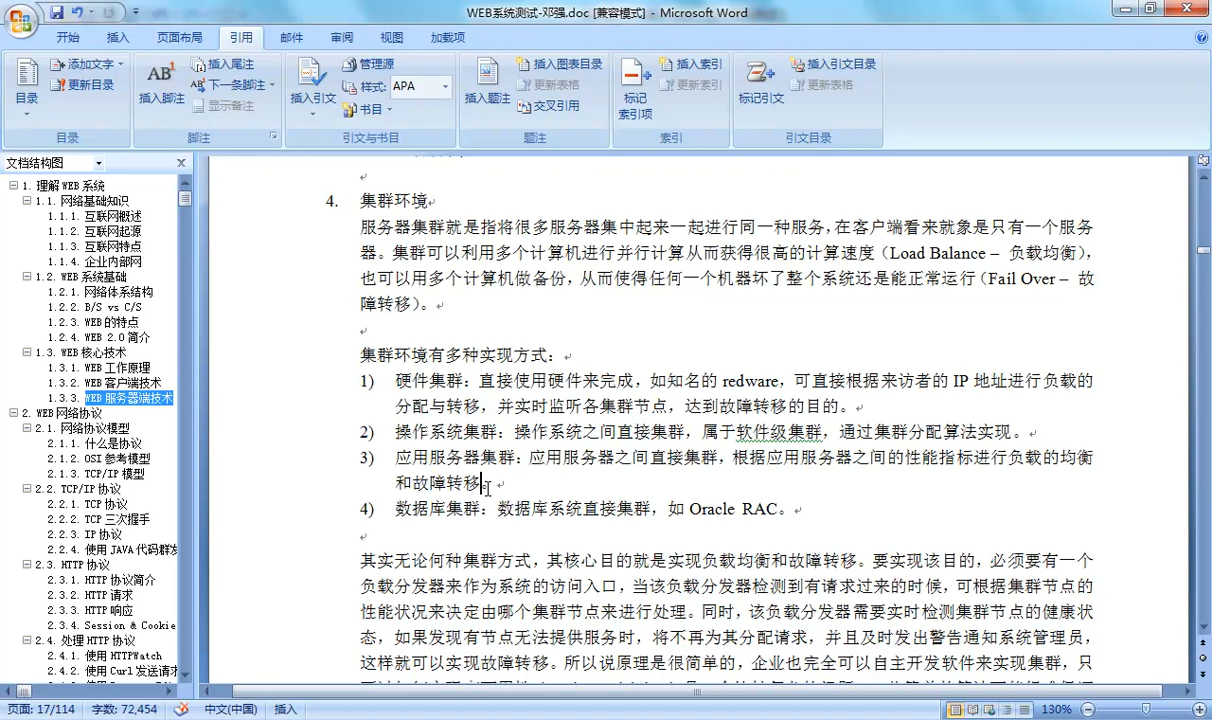 WEB系统测试-邓强.doc [兼容模式] - Microsoft Word
开始 插入 页面布局 引用 邮件 审阅 视图 加载项
目录
添加文字
更新目录
目录
AB¹
插入脚注
插入尾注
下一条脚注
显示备注
脚注
插入引文
管理源
样式: APA
书目
引文与书目
插入题注
插入图表目录
更新表格
交叉引用
题注
标记
索引项
插入索引
更新索引
索引
标记引文
插入引文目录
更新表格
引文目录
文档结构图
1. 理解WEB系统
1.1. 网络基础知识
1.1.1. 互联网概述
1.1.2. 互联网起源
1.1.3. 互联网特点
1.1.4. 企业内部网
1.2. WEB系统基础
1.2.1. 网络体系结构
1.2.2. B/S vs C/S
1.2.3. WEB的特点
1.2.4. WEB 2.0简介
1.3. WEB核心技术
1.3.1. WEB工作原理
1.3.2. WEB客户端技术
1.3.3. WEB服务器端技术
2. WEB网络协议
2.1. 网络协议模型
2.1.1. 什么是协议
2.1.2. OSI参考模型
2.1.3. TCP/IP模型
2.2. TCP/IP协议
2.2.1. TCP协议
2.2.2. TCP三次握手
2.2.3. IP协议
2.2.4. 使用JAVA代码群发
2.3. HTTP协议
2.3.1. HTTP协议简介
2.3.2. HTTP请求
2.3.3. HTTP响应
2.3.4. Session & Cookie
2.4. 处理HTTP协议
2.4.1. 使用HTTPWatch
2.4.2. 使用Curl发送请求
4. 集群环境
服务器集群就是指将很多服务器集中起来一起进行同一种服务，在客户端看来就象是只有一个服务
器。集群可以利用多个计算机进行并行计算从而获得很高的计算速度（Load Balance – 负载均衡），
也可以用多个计算机做备份，从而使得任何一个机器坏了整个系统还是能正常运行（Fail Over – 故
障转移）。
集群环境有多种实现方式：
1) 硬件集群：直接使用硬件来完成，如知名的 redware，可直接根据来访者的 IP 地址进行负载的
分配与转移，并实时监听各集群节点，达到故障转移的目的。
2) 操作系统集群：操作系统之间直接集群，属于软件级集群，通过集群分配算法实现。
3) 应用服务器集群：应用服务器之间直接集群，根据应用服务器之间的性能指标进行负载的均衡
和故障转移。
4) 数据库集群：数据库系统直接集群，如 Oracle RAC。
其实无论何种集群方式，其核心目的就是实现负载均衡和故障转移。要实现该目的，必须要有一个
负载分发器来作为系统的访问入口，当该负载分发器检测到有请求过来的时候，可根据集群节点的
性能状况来决定由哪个集群节点来进行处理。同时，该负载分发器需要实时检测集群节点的健康状
态，如果发现有节点无法提供服务时，将不再为其分配请求，并且及时发出警告通知系统管理员，
这样就可以实现故障转移。所以说原理是很简单的，企业也完全可以自主开发软件来实现集群，只
页面: 17/114 字数: 72,454 中文(中国) 插入 130%